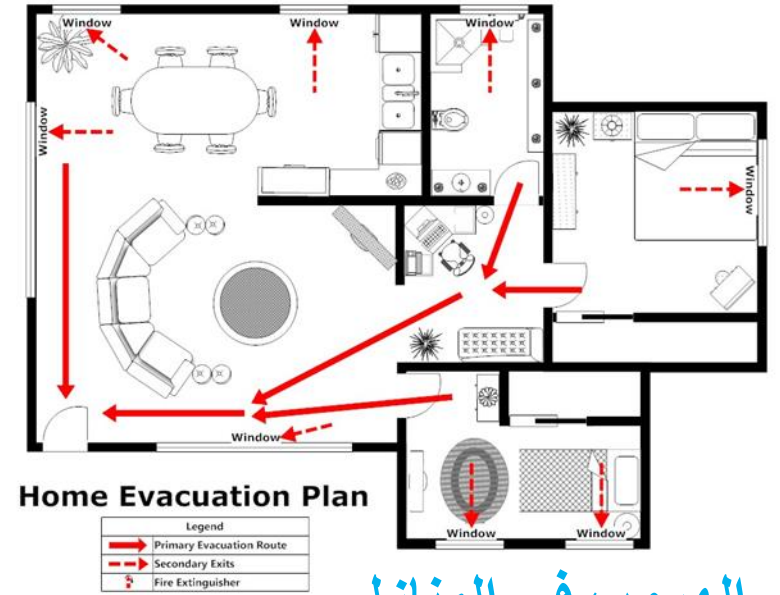 Window
Window
Window
Window
Window
Window
Window
Window
Home Evacuation Plan
Legend
Primary Evacuation Route
Secondary Exits
Fire Extinguisher